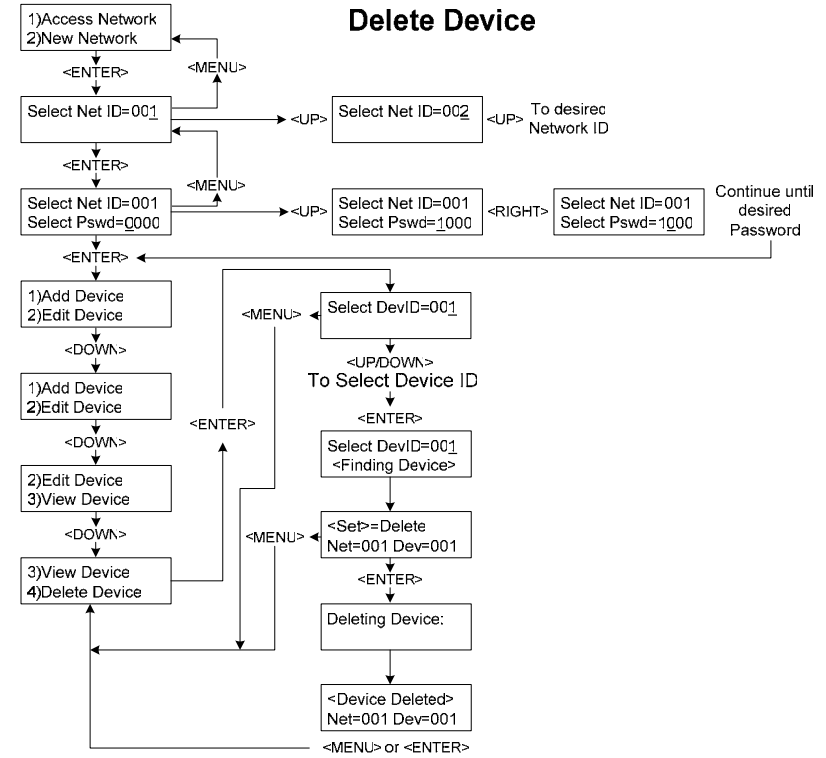 Delete Device
1)Access Network
2)New Network
<MENU>
<ENTER>
Select Net ID=001
<UP>
Select Net ID=002
<UP>
To desired
Network ID
<ENTER>
<MENU>
Select Net ID=001
Select Pswd=0000
<UP>
Select Net ID=001
Select Pswd=1000
<RIGHT>
Select Net ID=001
Select Pswd=1000
Continue until
desired
Password
<ENTER>
1)Add Device
2)Edit Device
<DOWN>
1)Add Device
2)Edit Device
<DOWN>
2)Edit Device
3)View Device
<DOWN>
3)View Device
4)Delete Device
<ENTER>
<MENU>
Select DevID=001
<UP/DOWN>
To Select Device ID
<ENTER>
Select DevID=001
<Finding Device>
<MENU>
<Set>=Delete
Net=001 Dev=001
<ENTER>
Deleting Device:
<Device Deleted>
Net=001 Dev=001
<MENU> or <ENTER>